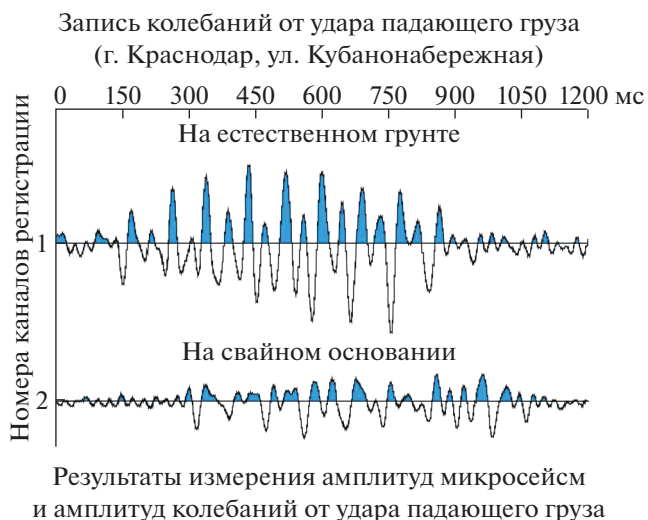 Запись колебаний от удара падающего груза
(г. Краснодар, ул. Кубанонабережная)
0 150 300 450 600 750 900 1050 1200 мс
На естественном грунте
Номера каналов регистрации
1
На свайном основании
2
Результаты измерения амплитуд микросейсм
и амплитуд колебаний от удара падающего груза